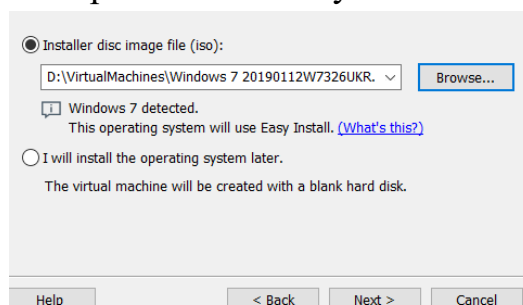 Installer disc image file (iso):
D:\VirtualMachines\Windows 7 20190112W7326UKR. Browse...
Windows 7 detected.
This operating system will use Easy Install. (What's this?)
I will install the operating system later.
The virtual machine will be created with a blank hard disk.
Help < Back Next > Cancel